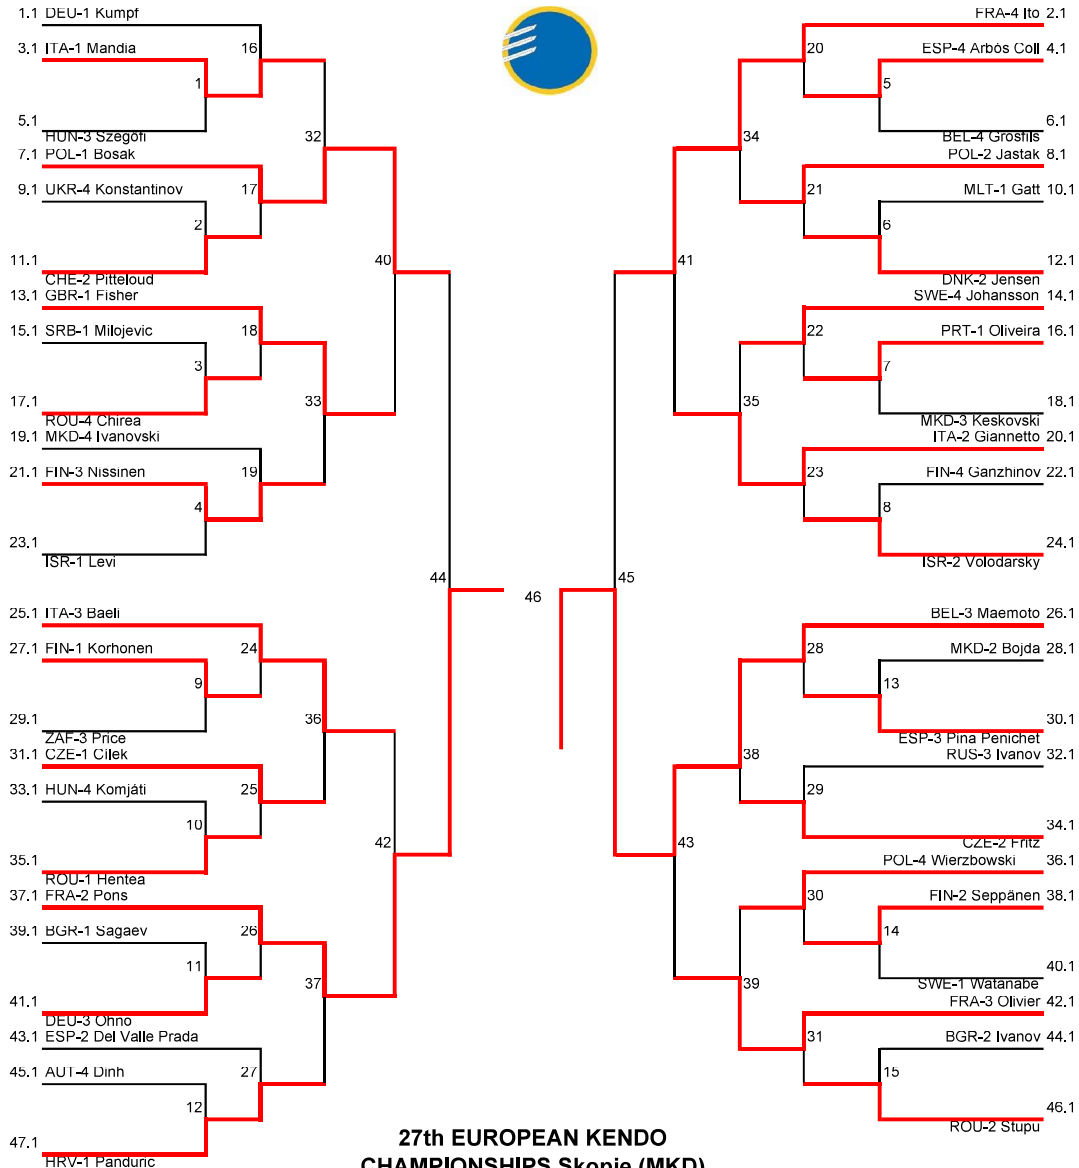 1.1 DEU-1 Kumpf
3.1 ITA-1 Mandia
16
1
5.1
HUN-3 Szegőfi
32
7.1 POL-1 Bosak
9.1 UKR-4 Konstantinov
17
2
11.1
CHE-2 Pitteloud
40
13.1 GBR-1 Fisher
15.1 SRB-1 Milojevic
18
3
17.1
ROU-4 Chirea
33
19.1 MKD-4 Ivanovski
21.1 FIN-3 Nissinen
19
4
23.1
ISR-1 Levi
44
25.1 ITA-3 Baeli
27.1 FIN-1 Korhonen
24
9
29.1
ZAF-3 Price
36
31.1 CZE-1 Cilek
33.1 HUN-4 Komjáti
25
10
35.1
ROU-1 Hentea
42
37.1 FRA-2 Pons
39.1 BGR-1 Sagaev
26
11
41.1
DEU-3 Ohno
37
43.1 ESP-2 Del Valle Prada
45.1 AUT-4 Dinh
27
12
47.1
HRV-1 Panduric
46
FRA-4 Ito 2.1
20
ESP-4 Arbós Coll 4.1
5
6.1
BEL-4 Grosfils
34
POL-2 Jastak 8.1
21
MLT-1 Gatt 10.1
6
12.1
DNK-2 Jensen
41
SWE-4 Johansson 14.1
22
PRT-1 Oliveira 16.1
7
18.1
MKD-3 Keskovski
35
ITA-2 Giannetto 20.1
23
FIN-4 Ganzhinov 22.1
8
24.1
ISR-2 Volodarsky
45
BEL-3 Maemoto 26.1
28
MKD-2 Bojda 28.1
13
30.1
ESP-3 Pina Penichet
38
RUS-3 Ivanov 32.1
29
34.1
CZE-2 Fritz
43
POL-4 Wierzbowski 36.1
30
FIN-2 Seppänen 38.1
14
40.1
SWE-1 Watanabe
39
FRA-3 Olivier 42.1
31
BGR-2 Ivanov 44.1
15
46.1
ROU-2 Stupu
27th EUROPEAN KENDO
CHAMPIONSHIPS Skopje (MKD)